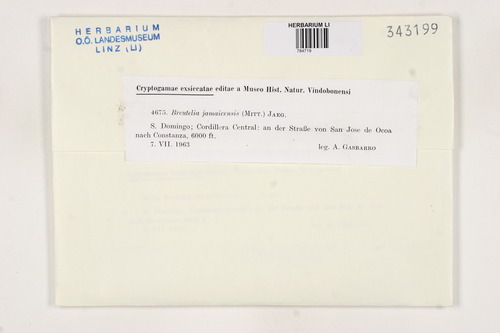 HERBARIUM
O.Ö. LANDESMUSEUM
LINZ (LI)
HERBARIUM LI
784719
343199
Cryptogamae exsiccatae editae a Museo Hist. Natur. Vindobonensi
4675. Breutelia jamaicensis (Mitt.) Jaeg.
S. Domingo; Cordillera Central: an der Straße von San Jose de Ocoa
nach Constanza, 6000 ft.
7. VII. 1963 leg. A. Gabbarro